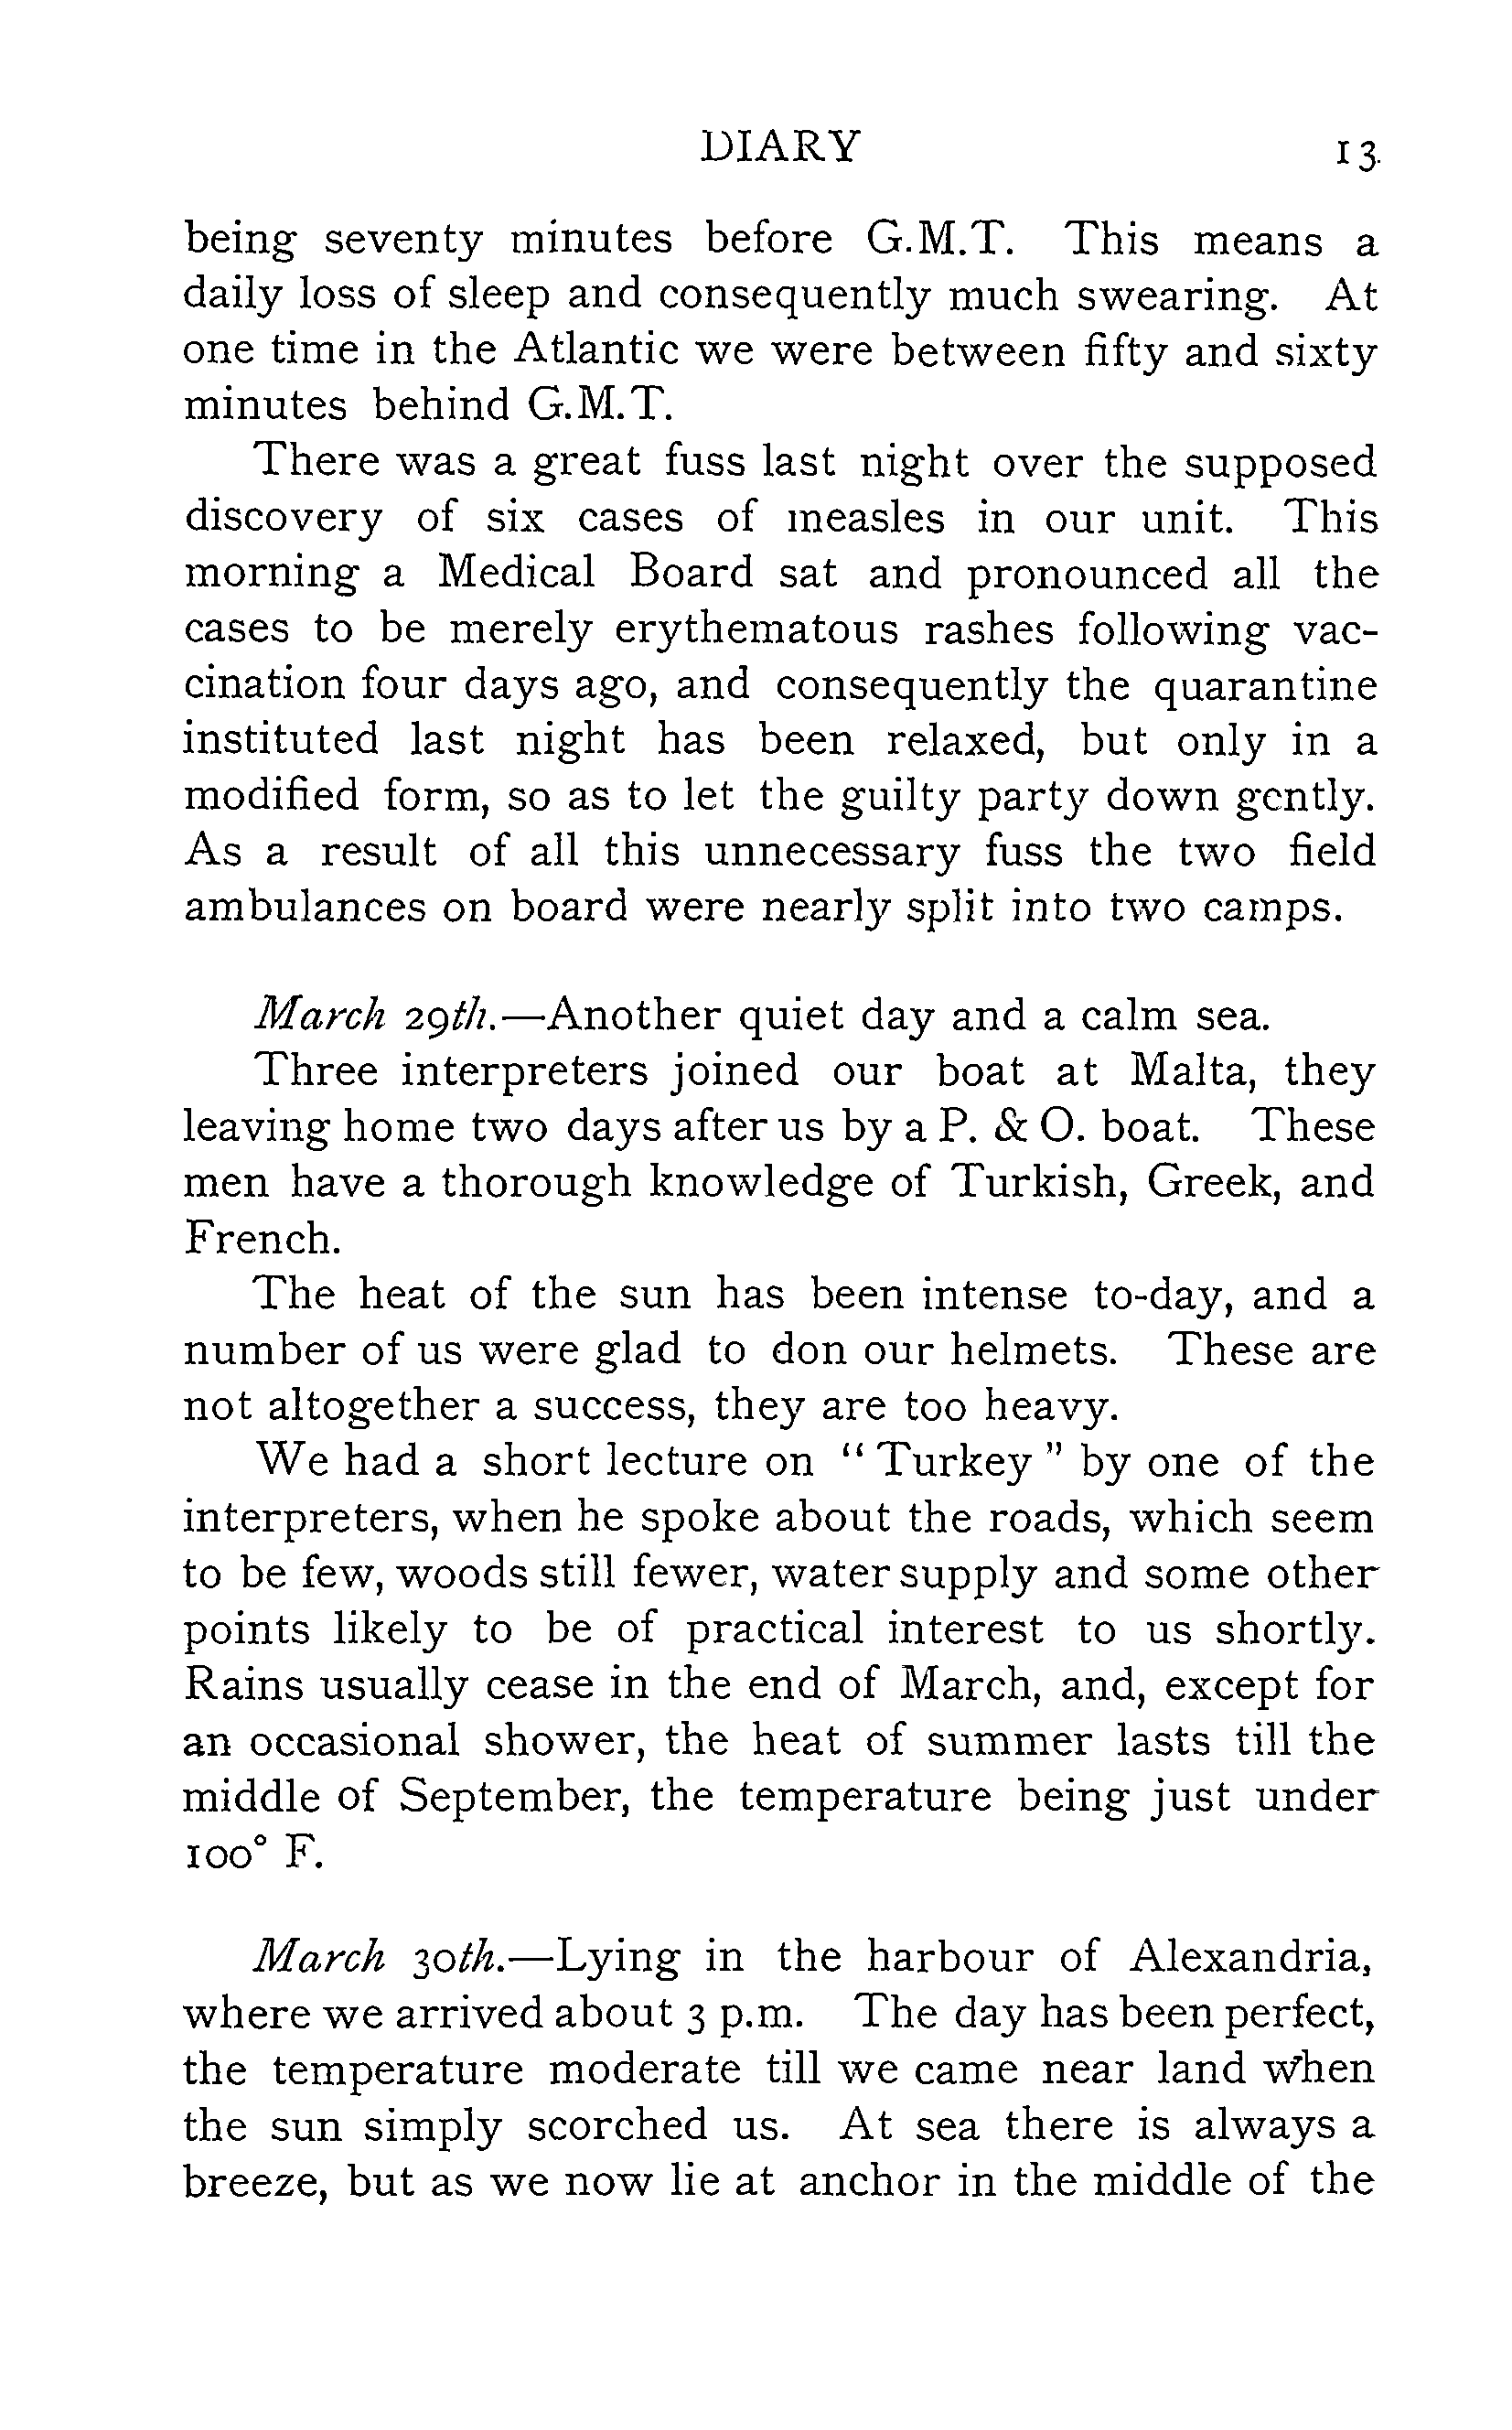 DIARY 13
being seventy minutes before G.M.T. This means a
daily loss of sleep and consequently much swearing. At
one time in the Atlantic we were between fifty and sixty
minutes behind G.M.T.
There was a great fuss last night over the supposed
discovery of six cases of measles in our unit. This
morning a Medical Board sat and pronounced all the
cases to be merely erythematous rashes following vac-
cination four days ago, and consequently the quarantine
instituted last night has been relaxed, but only in a
modified form, so as to let the guilty party down gently.
As a result of all this unnecessary fuss the two field
ambulances on board were nearly split into two camps.
March 29th.—Another quiet day and a calm sea.
Three interpreters joined our boat at Malta, they
leaving home two days after us by a P. & O. boat. These
men have a thorough knowledge of Turkish, Greek, and
French.
The heat of the sun has been intense to-day, and a
number of us were glad to don our helmets. These are
not altogether a success, they are too heavy.
We had a short lecture on “Turkey” by one of the
interpreters, when he spoke about the roads, which seem
to be few, woods still fewer, water supply and some other
points likely to be of practical interest to us shortly.
Rains usually cease in the end of March, and, except for
an occasional shower, the heat of summer lasts till the
middle of September, the temperature being just under
100° F.
March 30th.—Lying in the harbour of Alexandria,
where we arrived about 3 p.m. The day has been perfect,
the temperature moderate till we came near land when
the sun simply scorched us. At sea there is always a
breeze, but as we now lie at anchor in the middle of the